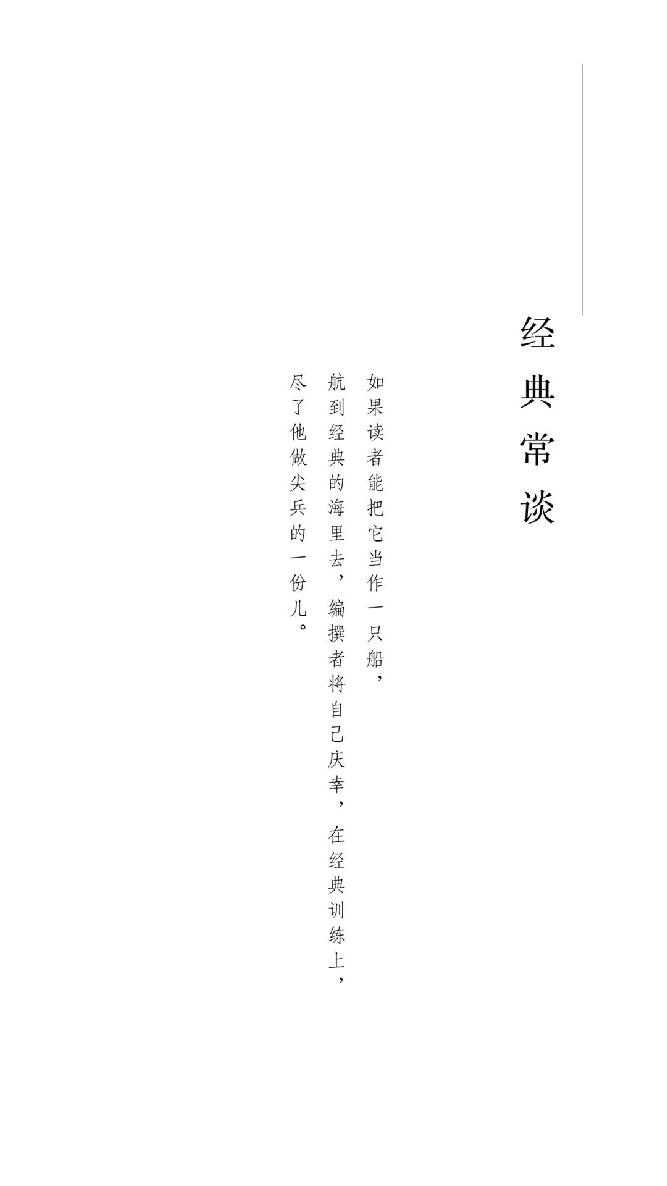 经典常谈
如果读者能把它当作一只船，
航到经典的海里去，编撰者将自己庆幸，在经典训练上，
尽了他做尖兵的一份儿。